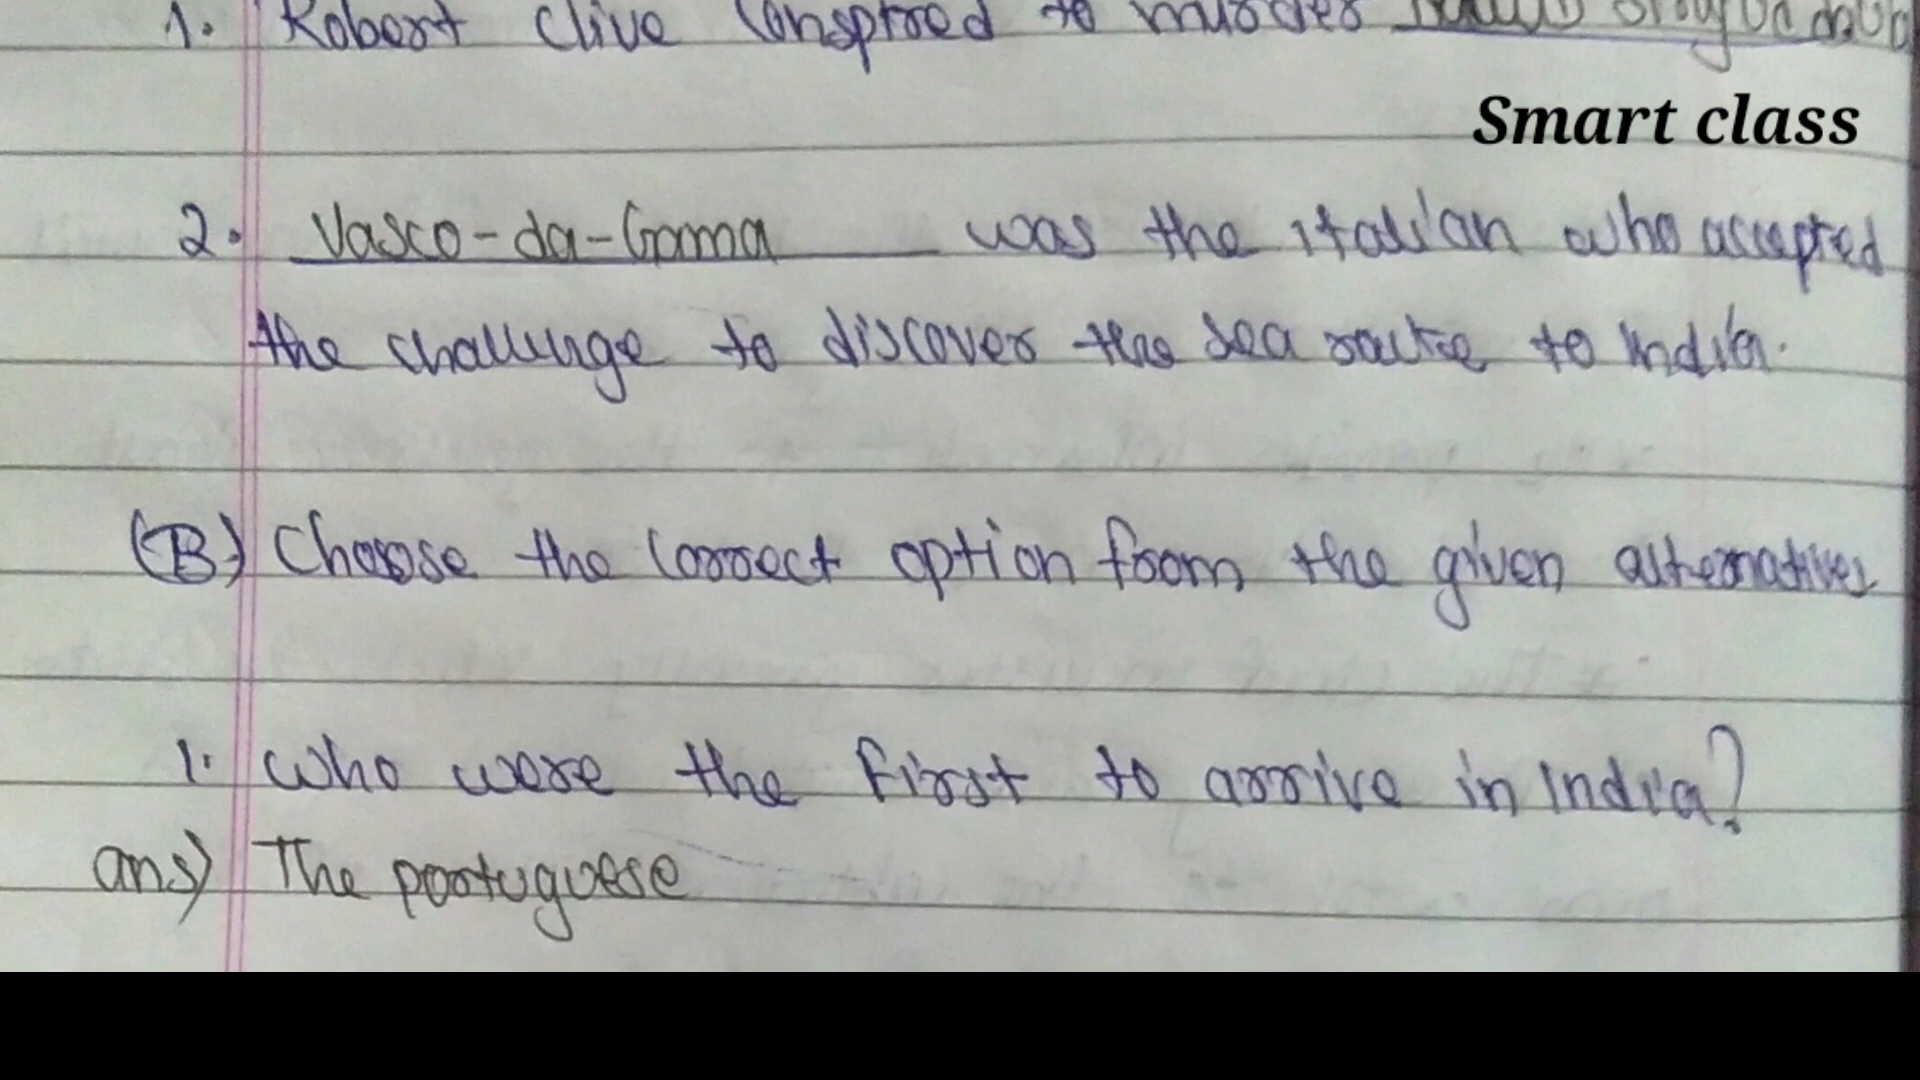 1. Robert Clive Conspired to murder
Smart class
2. Vasco-da-Gama was the italian who accepted
the challenge to discover the sea route to india.
(B) Choose the Correct option from the given alternatives
1. who were the first to arrive in India?
ans) The portuguese